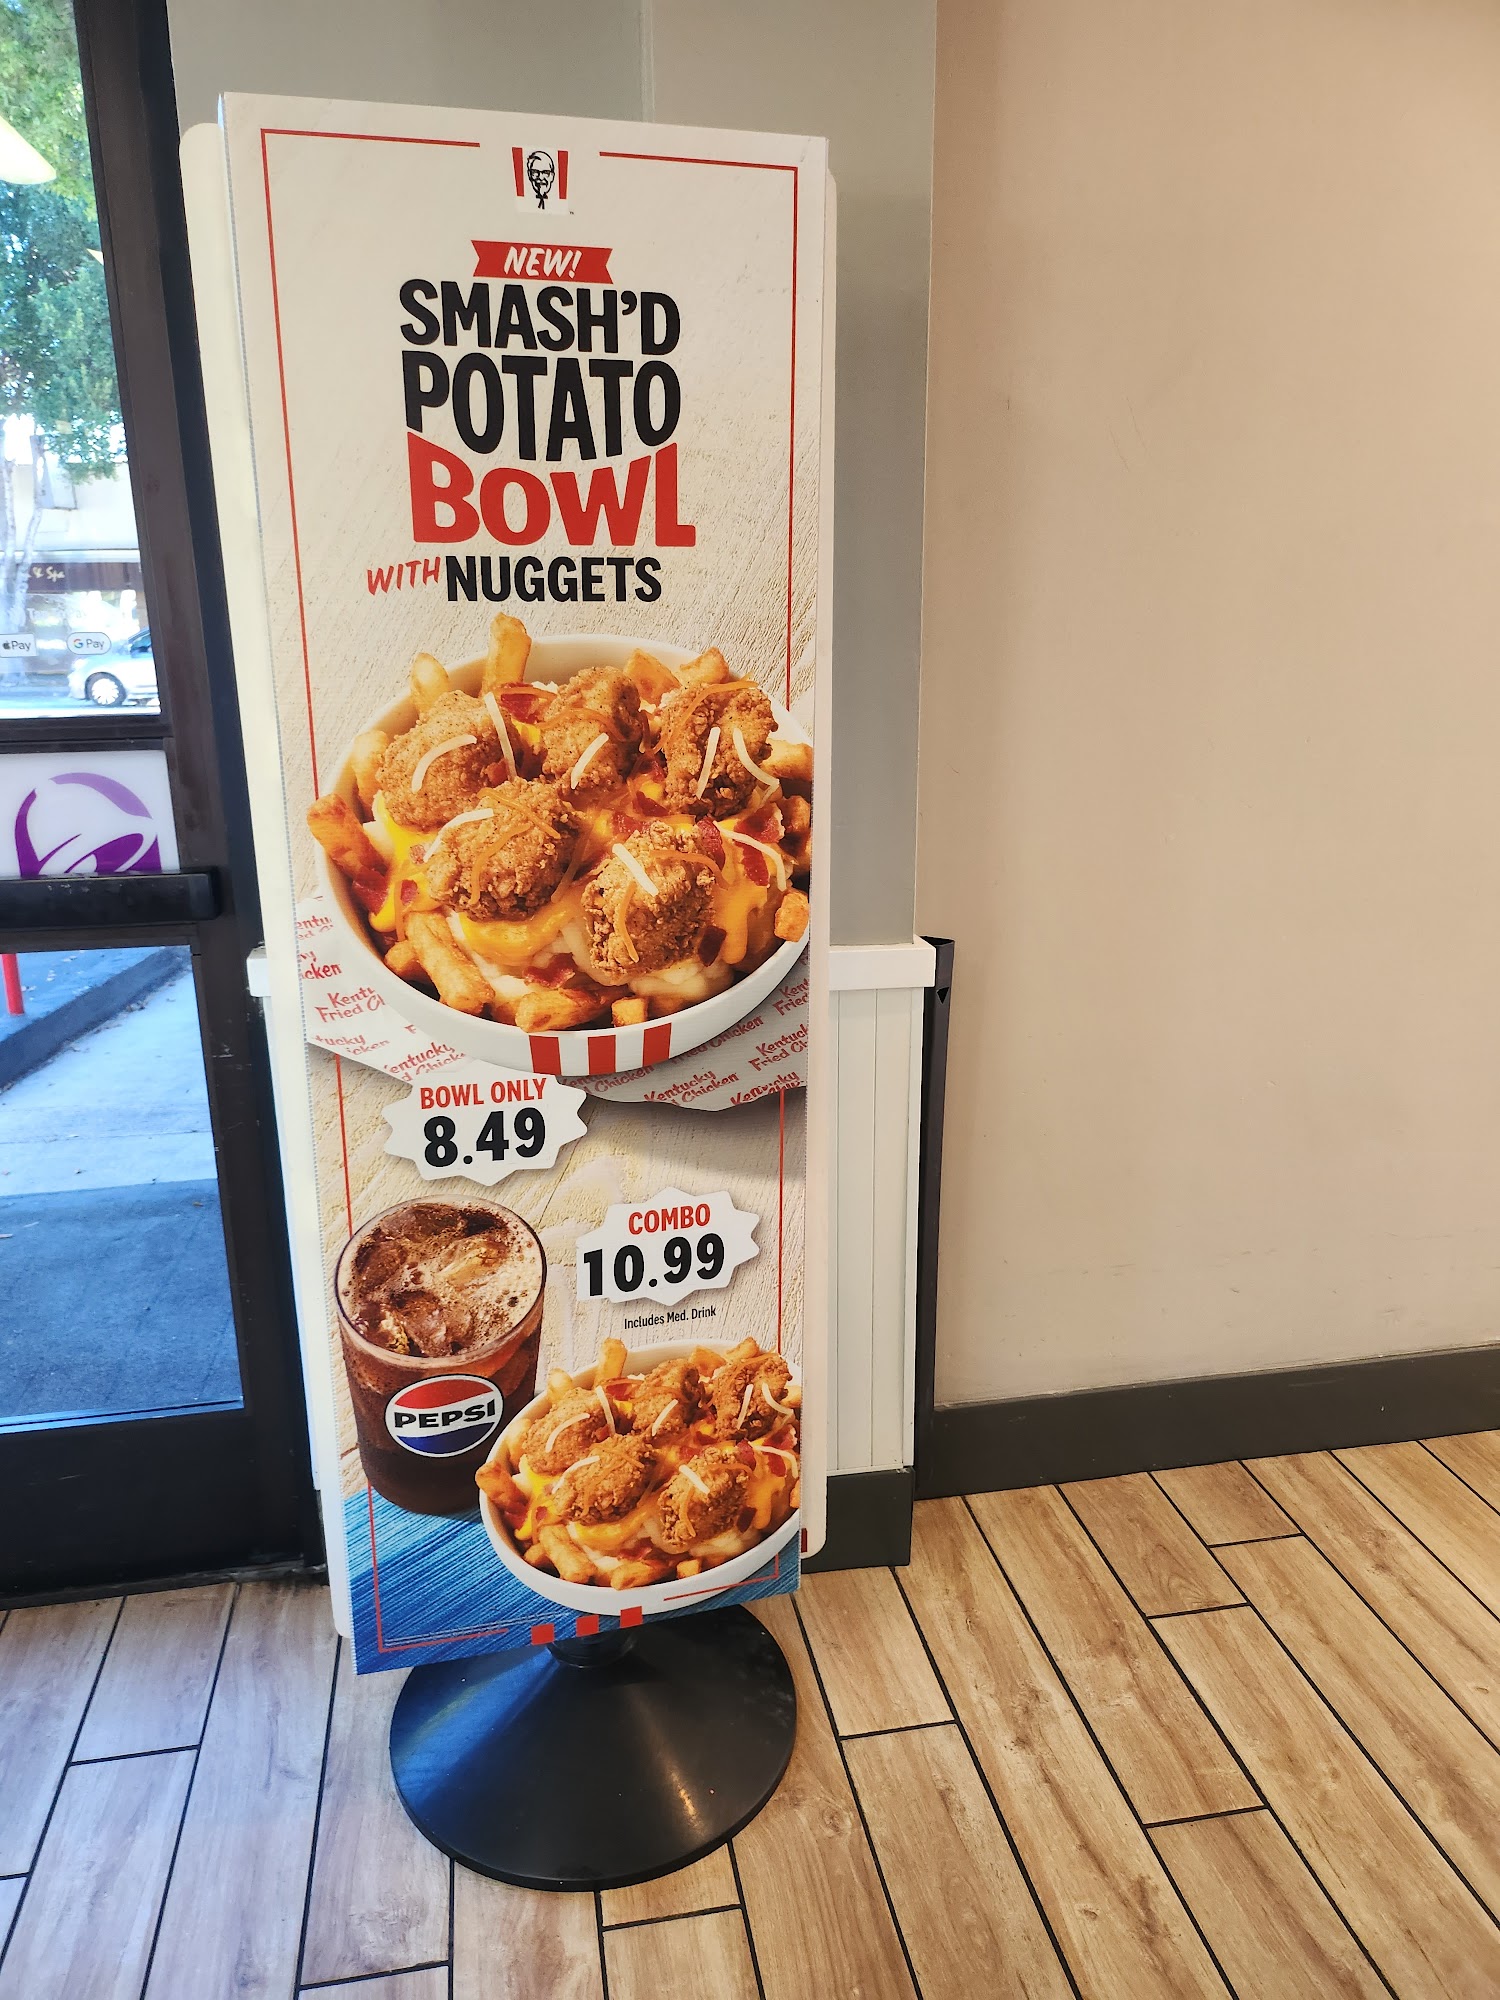 NEW!
SMASH'D
POTATO
BOWL
WITH NUGGETS
Kentucky
Fried Chicken
BOWL ONLY
8.49
COMBO
10.99
Includes Med. Drink
PEPSI
& Spa
Pay
G Pay